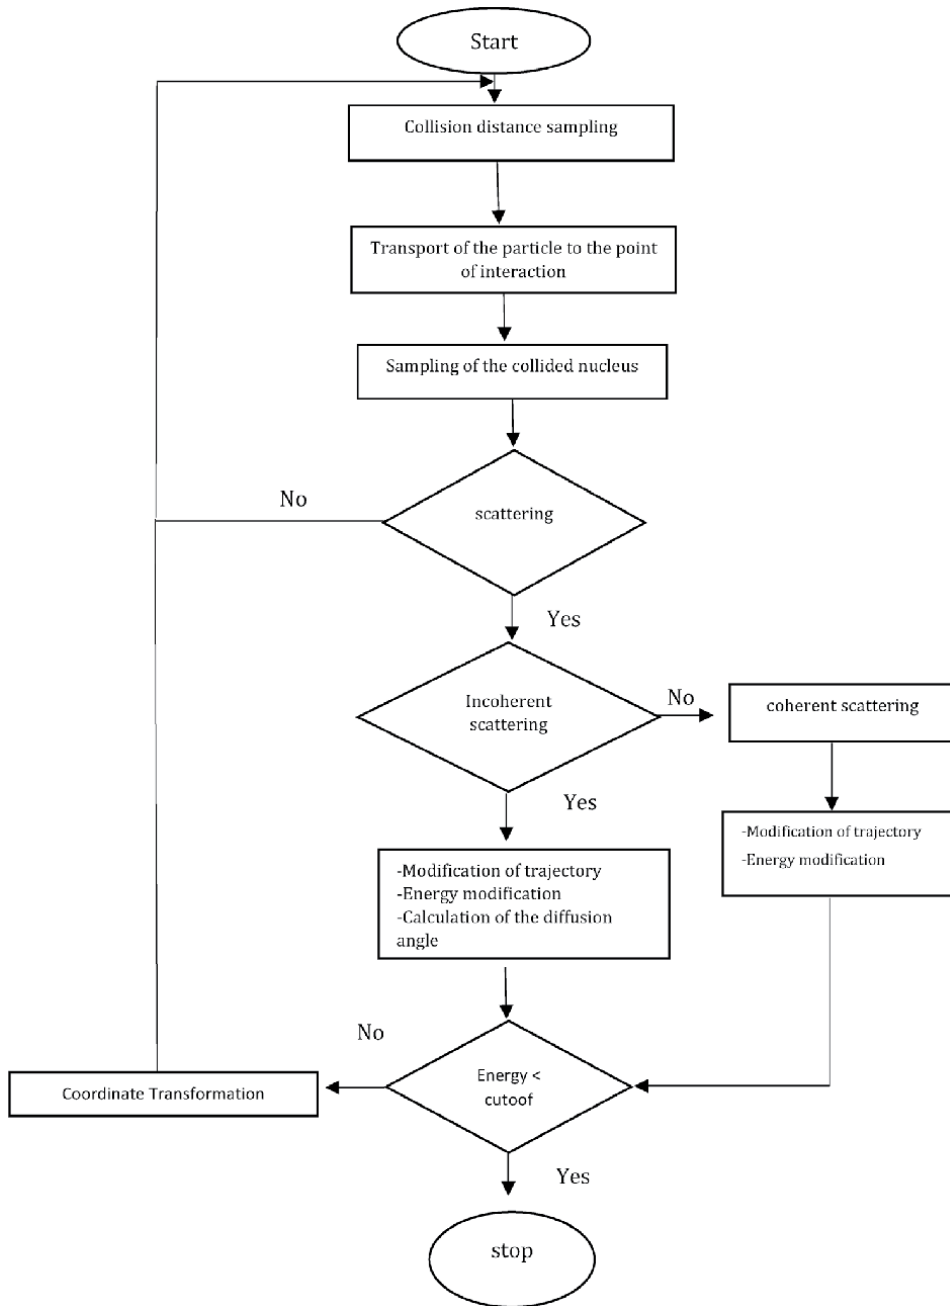 Start
Collision distance sampling
Transport of the particle to the point
of interaction
Sampling of the collided nucleus
No
scattering
Yes
Incoherent
scattering
No
coherent scattering
Yes
-Modification of trajectory
-Energy modification
-Modification of trajectory
-Energy modification
-Calculation of the diffusion
angle
No
Energy <
cutoof
Coordinate Transformation
Yes
stop